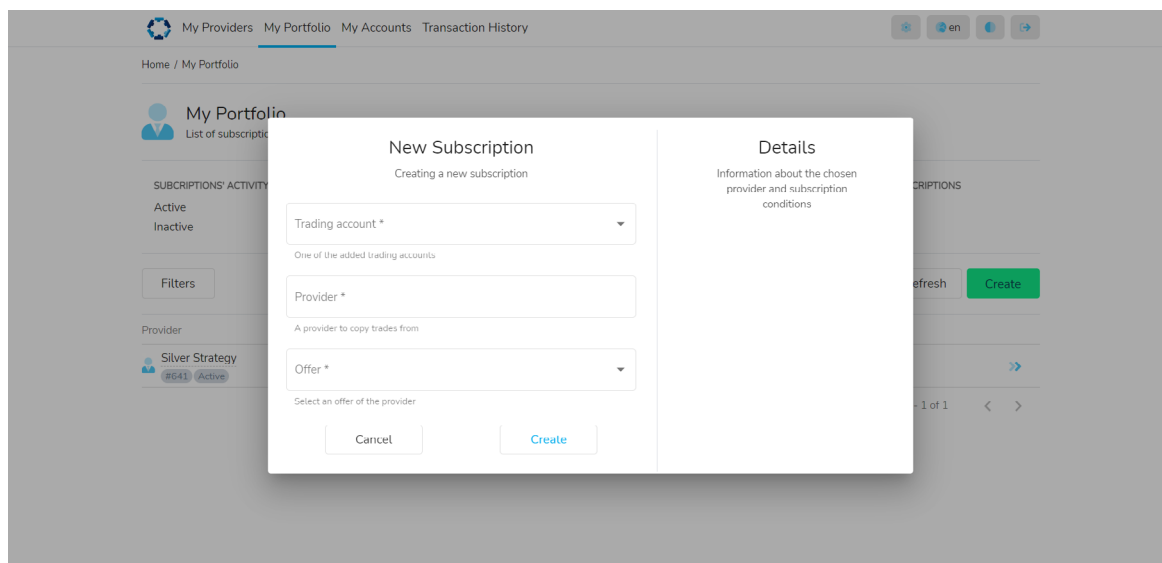 My Providers My Portfolio My Accounts Transaction History en
Home / My Portfolio
My Portfolio
List of
SUBCRIPTIONS' ACTIVITY
Active
Inactive
Filters
Create
Provider
Silver Strategy
#641 Active
- 1 of 1
New Subscription
Creating a new subscription
Trading account *
One of the added trading accounts
Provider *
A provider to copy trades from
Offer *
Select an offer of the provider
Cancel Create
Details
Information about the chosen
provider and subscription
conditions